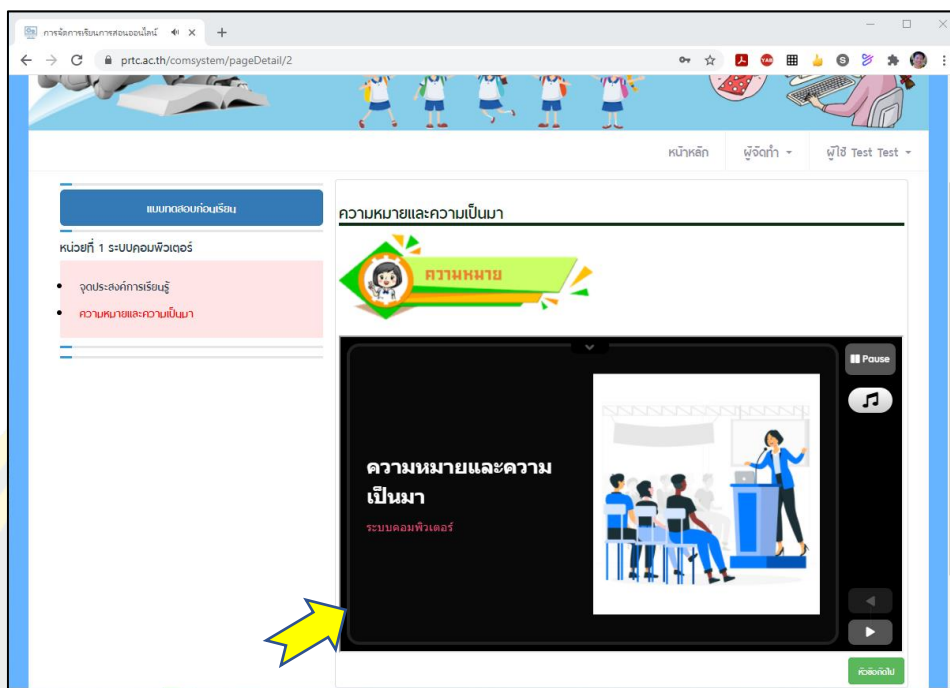 การจัดการเรียนการสอนออนไลน์
prtc.ac.th/comsystem/pageDetail/2
หน้าหลัก ผู้จัดทำ ผู้ใช้ Test Test
แบบทดสอบก่อนเรียน
หน่วยที่ 1 ระบบคอมพิวเตอร์
จุดประสงค์การเรียนรู้
ความหมายและความเป็นมา
ความหมายและความเป็นมา
ความหมาย
Pause
ความหมายและความ
เป็นมา
ระบบคอมพิวเตอร์
หัวข้อถัดไป